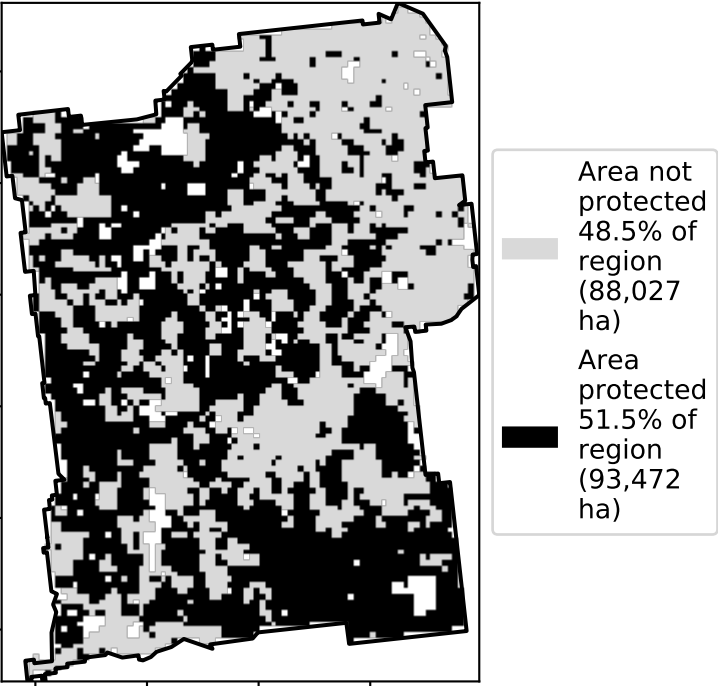 Area not
protected
48.5% of
region
(88,027
ha)
Area
protected
51.5% of
region
(93,472
ha)